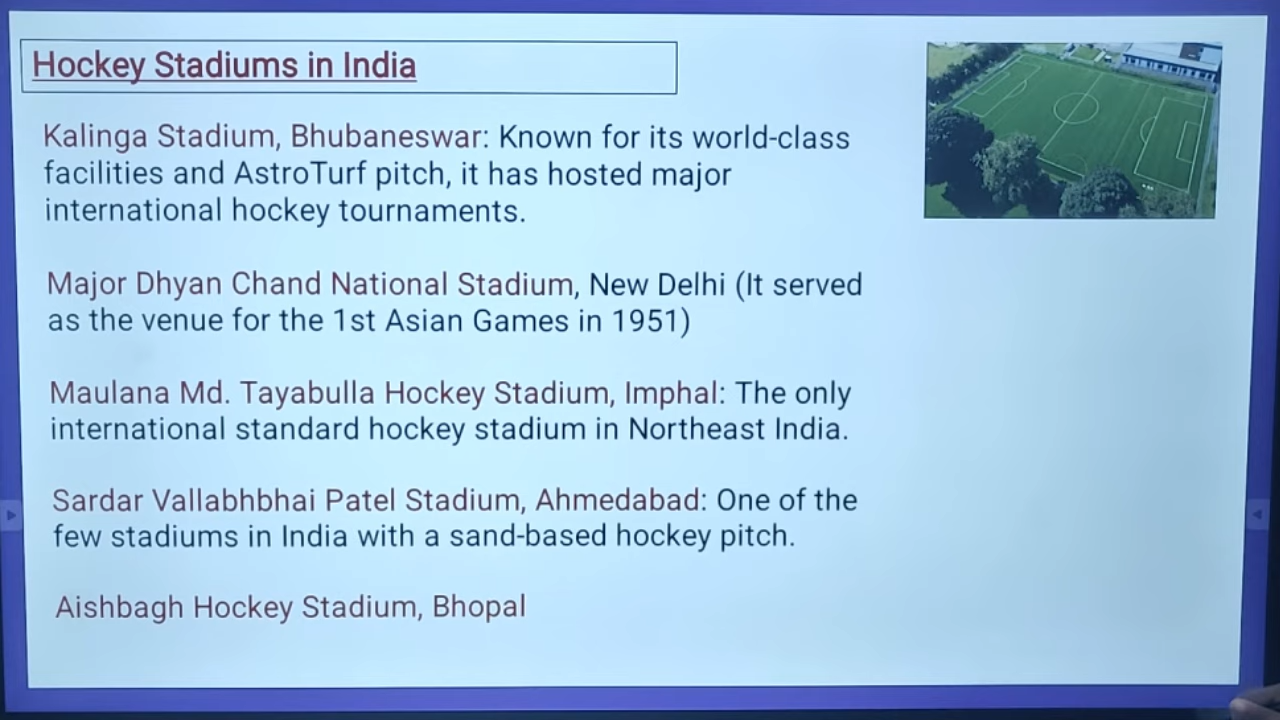 Hockey Stadiums in India
Kalinga Stadium, Bhubaneswar: Known for its world-class
facilities and AstroTurf pitch, it has hosted major
international hockey tournaments.
Major Dhyan Chand National Stadium, New Delhi (It served
as the venue for the 1st Asian Games in 1951)
Maulana Md. Tayabulla Hockey Stadium, Imphal: The only
international standard hockey stadium in Northeast India.
Sardar Vallabhbhai Patel Stadium, Ahmedabad: One of the
few stadiums in India with a sand-based hockey pitch.
Aishbagh Hockey Stadium, Bhopal